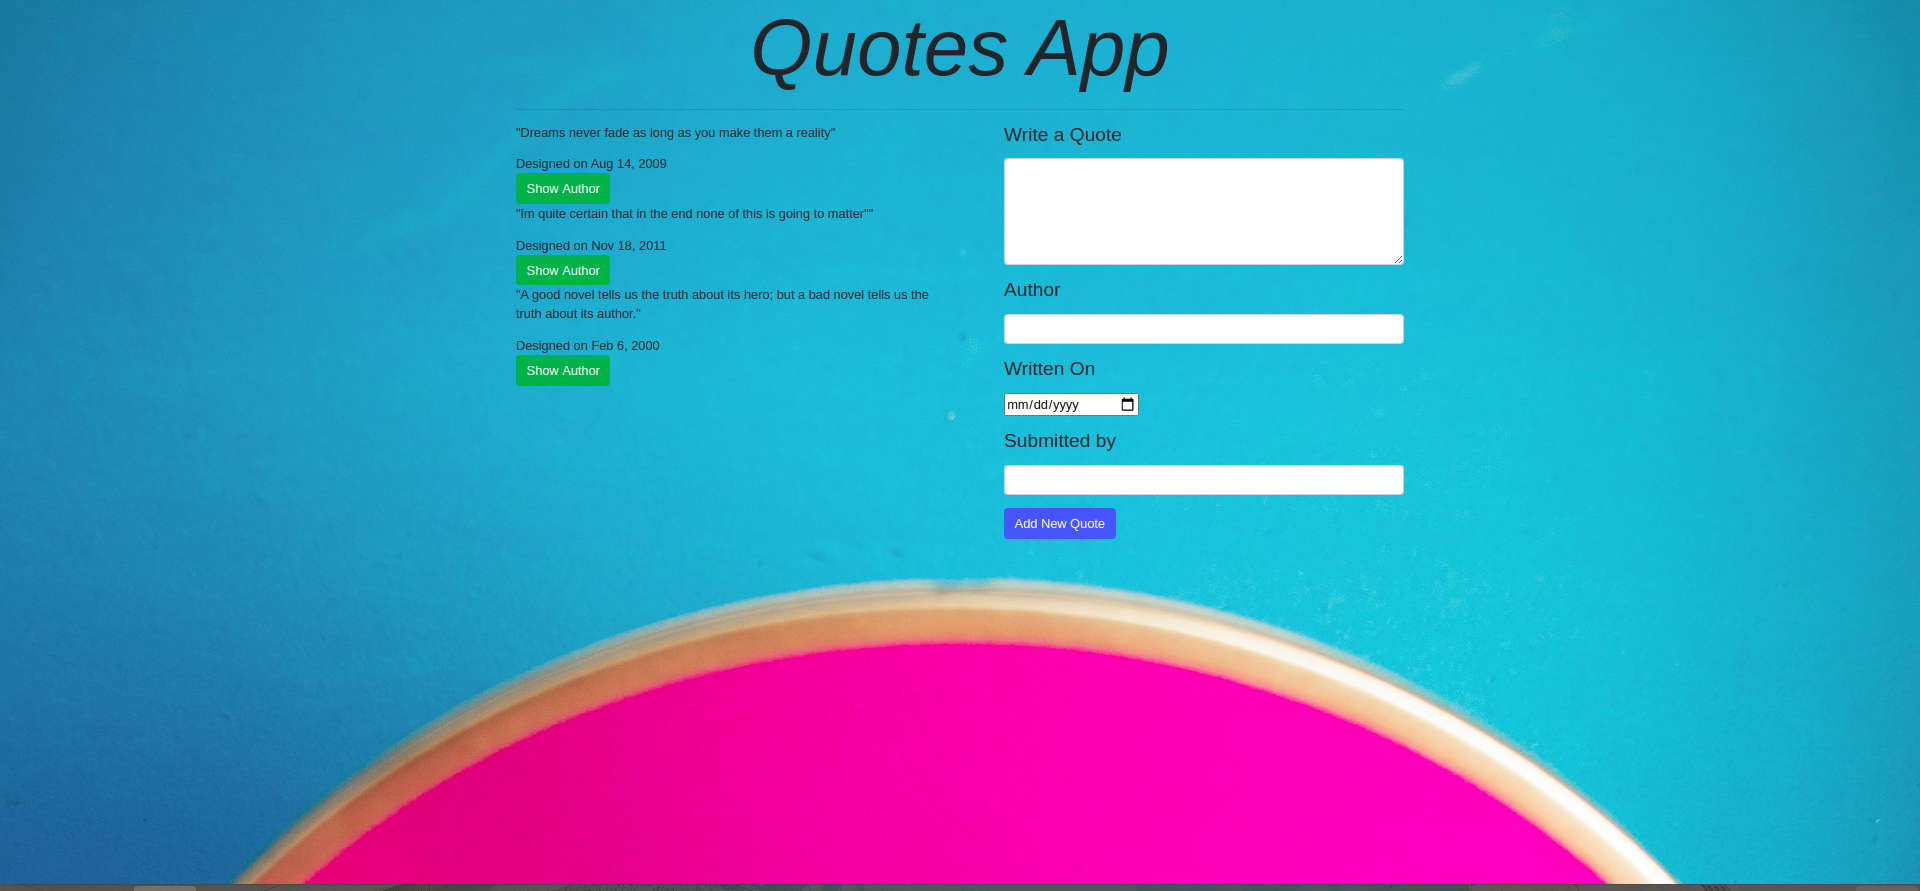 Quotes App
"Dreams never fade as long as you make them a reality"
Designed on Aug 14, 2009
Show Author
"Im quite certain that in the end none of this is going to matter""
Designed on Nov 18, 2011
Show Author
"A good novel tells us the truth about its hero; but a bad novel tells us the
truth about its author."
Designed on Feb 6, 2000
Show Author
Write a Quote
Author
Written On
mm/dd/yyyy
Submitted by
Add New Quote